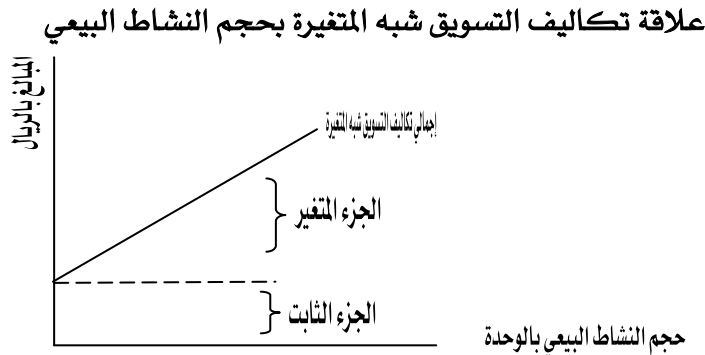 علاقة تكاليف التسويق شبه المتغيرة بحجم النشاط البيعي
المبالغ بالريال
إجمالي تكاليف التسويق شبه المتغيرة
الجزء المتغير
الجزء الثابت
حجم النشاط البيعي بالوحدة